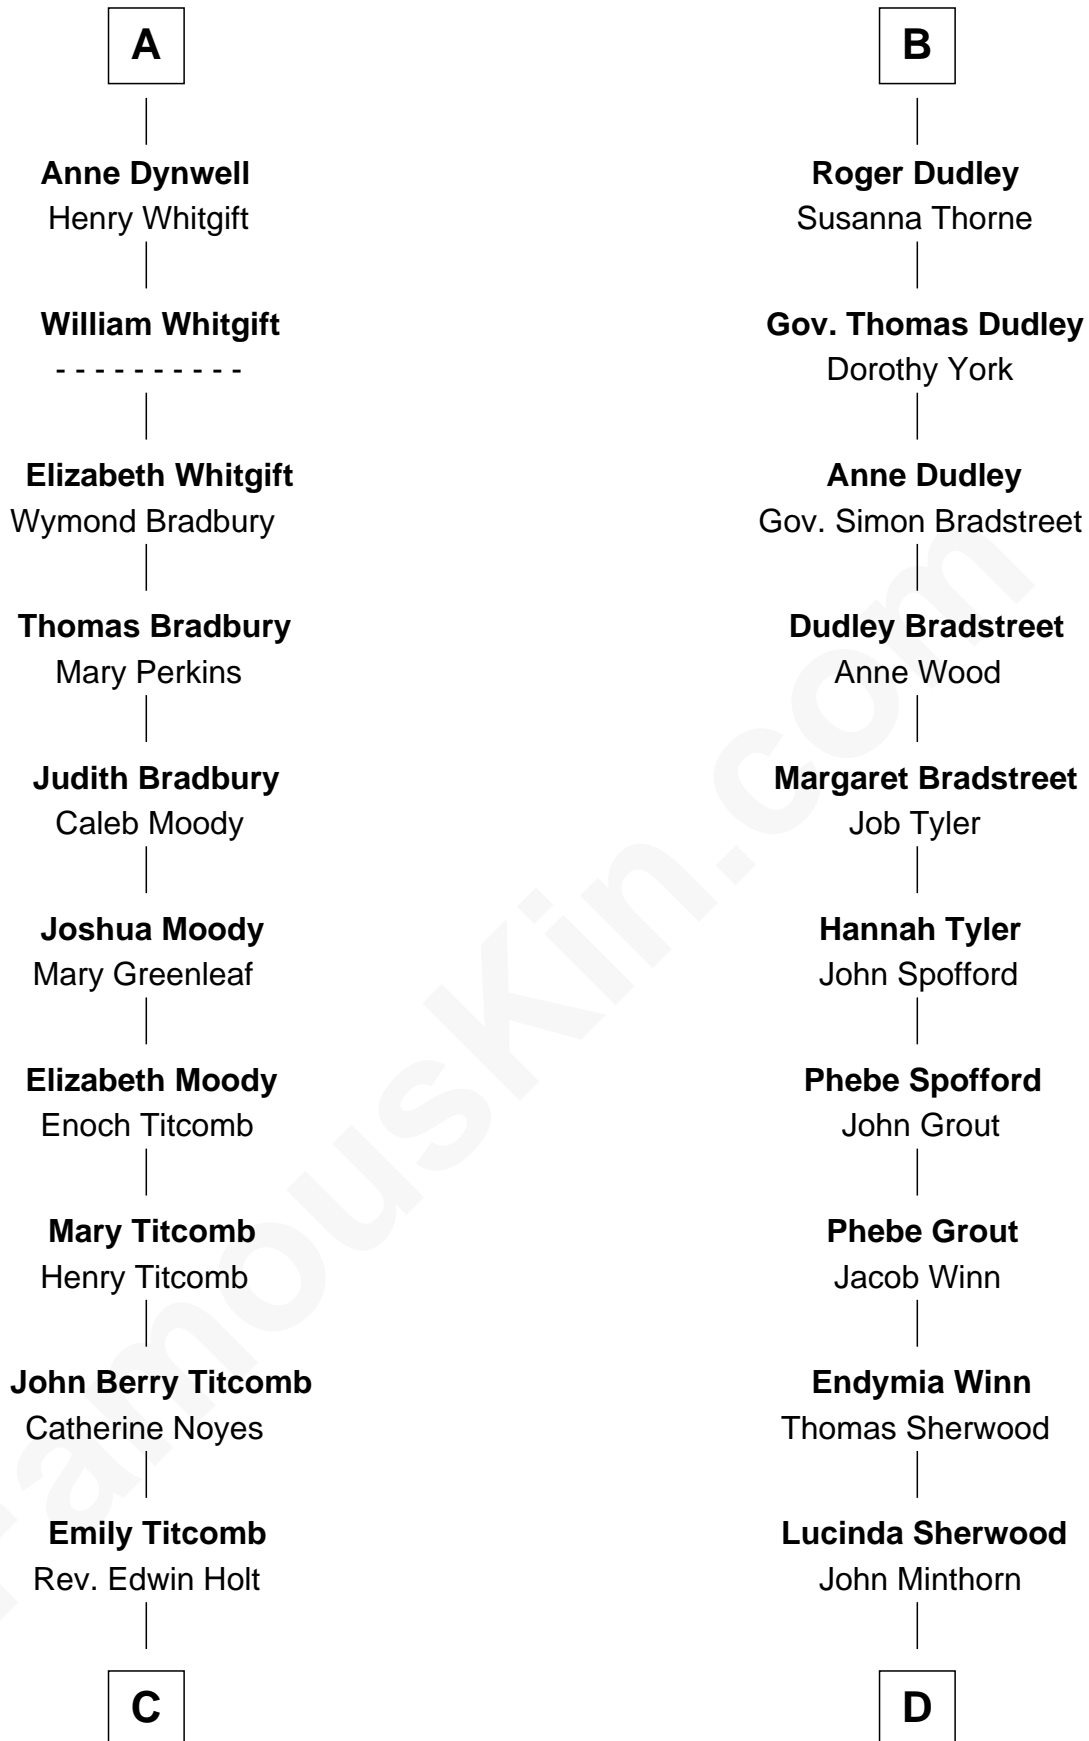 A
Anne Dynwell
Henry Whitgift
William Whitgift
- - - - - - - - - -
Elizabeth Whitgift
Wymond Bradbury
Thomas Bradbury
Mary Perkins
Judith Bradbury
Caleb Moody
Joshua Moody
Mary Greenleaf
Elizabeth Moody
Enoch Titcomb
Mary Titcomb
Henry Titcomb
John Berry Titcomb
Catherine Noyes
Emily Titcomb
Rev. Edwin Holt
C
B
Roger Dudley
Susanna Thorne
Gov. Thomas Dudley
Dorothy York
Anne Dudley
Gov. Simon Bradstreet
Dudley Bradstreet
Anne Wood
Margaret Bradstreet
Job Tyler
Hannah Tyler
John Spofford
Phebe Spofford
John Grout
Phebe Grout
Jacob Winn
Endymia Winn
Thomas Sherwood
Lucinda Sherwood
John Minthorn
D
FamousKin.com